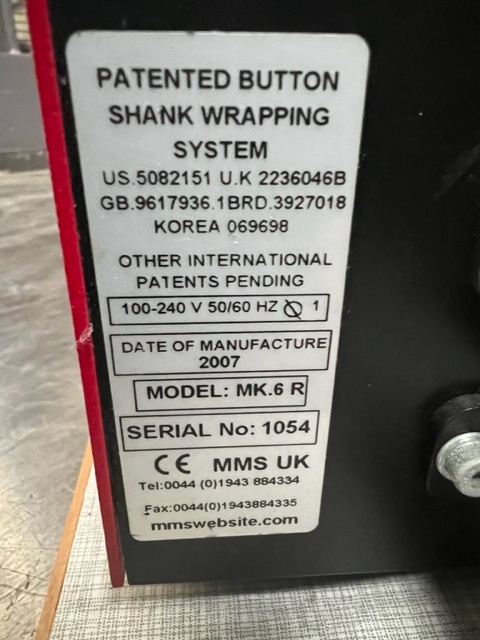 PATENTED BUTTON
SHANK WRAPPING
SYSTEM
US.5082151 U.K 2236046B
GB.9617936.1BRD.3927018
KOREA 069698
OTHER INTERNATIONAL
PATENTS PENDING
100-240 V 50/60 HZ ⦰ 1
DATE OF MANUFACTURE
2007
MODEL: MK.6 R
SERIAL No: 1054
CE MMS UK
Tel:0044 (0)1943 884334
Fax:0044(0)1943884335
mmswebsite.com